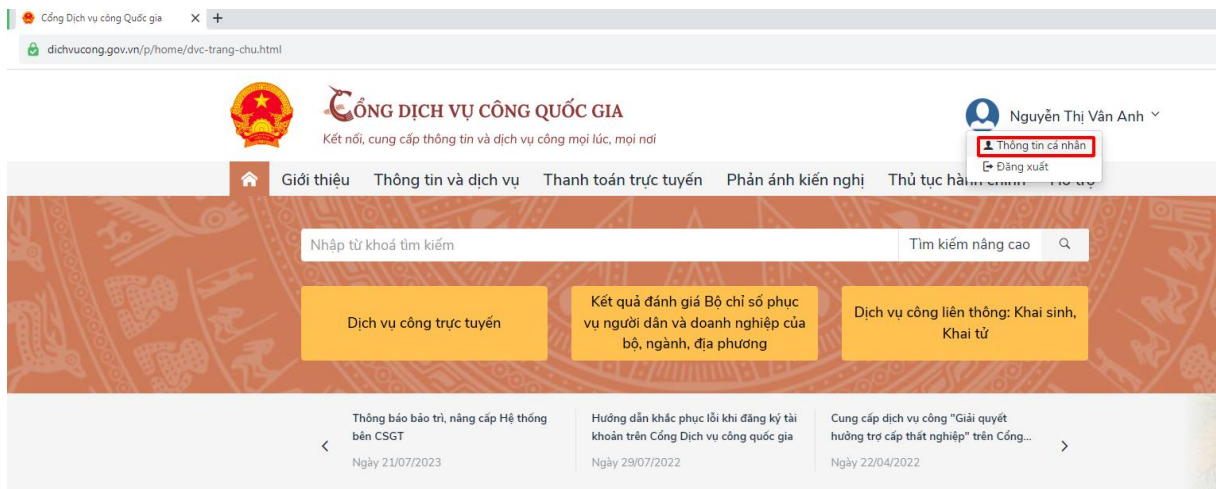 Cổng Dịch vụ công Quốc gia
dichvucong.gov.vn/p/home/dvc-trang-chu.html
CỔNG DỊCH VỤ CÔNG QUỐC GIA
Kết nối, cung cấp thông tin và dịch vụ công mọi lúc, mọi nơi
Nguyễn Thị Vân Anh
Thông tin cá nhân
Đăng xuất
Giới thiệu Thông tin và dịch vụ Thanh toán trực tuyến Phản ánh kiến nghị Thủ tục hành chính Hỗ trợ
Nhập từ khoá tìm kiếm Tìm kiếm nâng cao
Dịch vụ công trực tuyến
Kết quả đánh giá Bộ chỉ số phục
vụ người dân và doanh nghiệp của
bộ, ngành, địa phương
Dịch vụ công liên thông: Khai sinh,
Khai tử
Thông báo bảo trì, nâng cấp Hệ thống
bên CSGT
Ngày 21/07/2023
Hướng dẫn khắc phục lỗi khi đăng ký tài
khoản trên Cổng Dịch vụ công quốc gia
Ngày 29/07/2022
Cung cấp dịch vụ công "Giải quyết
hưởng trợ cấp thất nghiệp" trên Cổng...
Ngày 22/04/2022